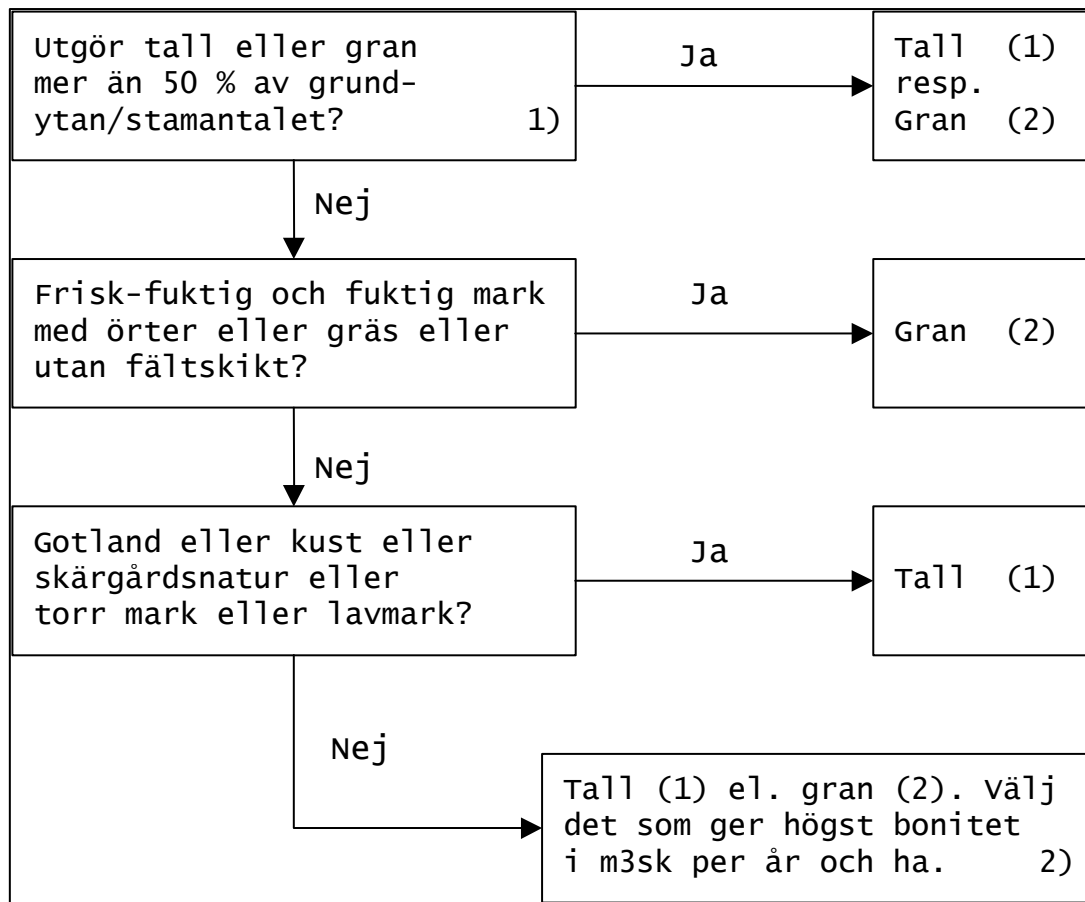 Utgör tall eller gran
mer än 50 % av grund-
ytan/stamantalet? 1)
Ja
Tall (1)
resp.
Gran (2)
Nej
Frisk-fuktig och fuktig mark
med örter eller gräs eller
utan fältskikt?
Ja
Gran (2)
Nej
Gotland eller kust eller
skärgårdsnatur eller
torr mark eller lavmark?
Ja
Tall (1)
Nej
Tall (1) el. gran (2). Välj
det som ger högst bonitet
i m3sk per år och ha. 2)